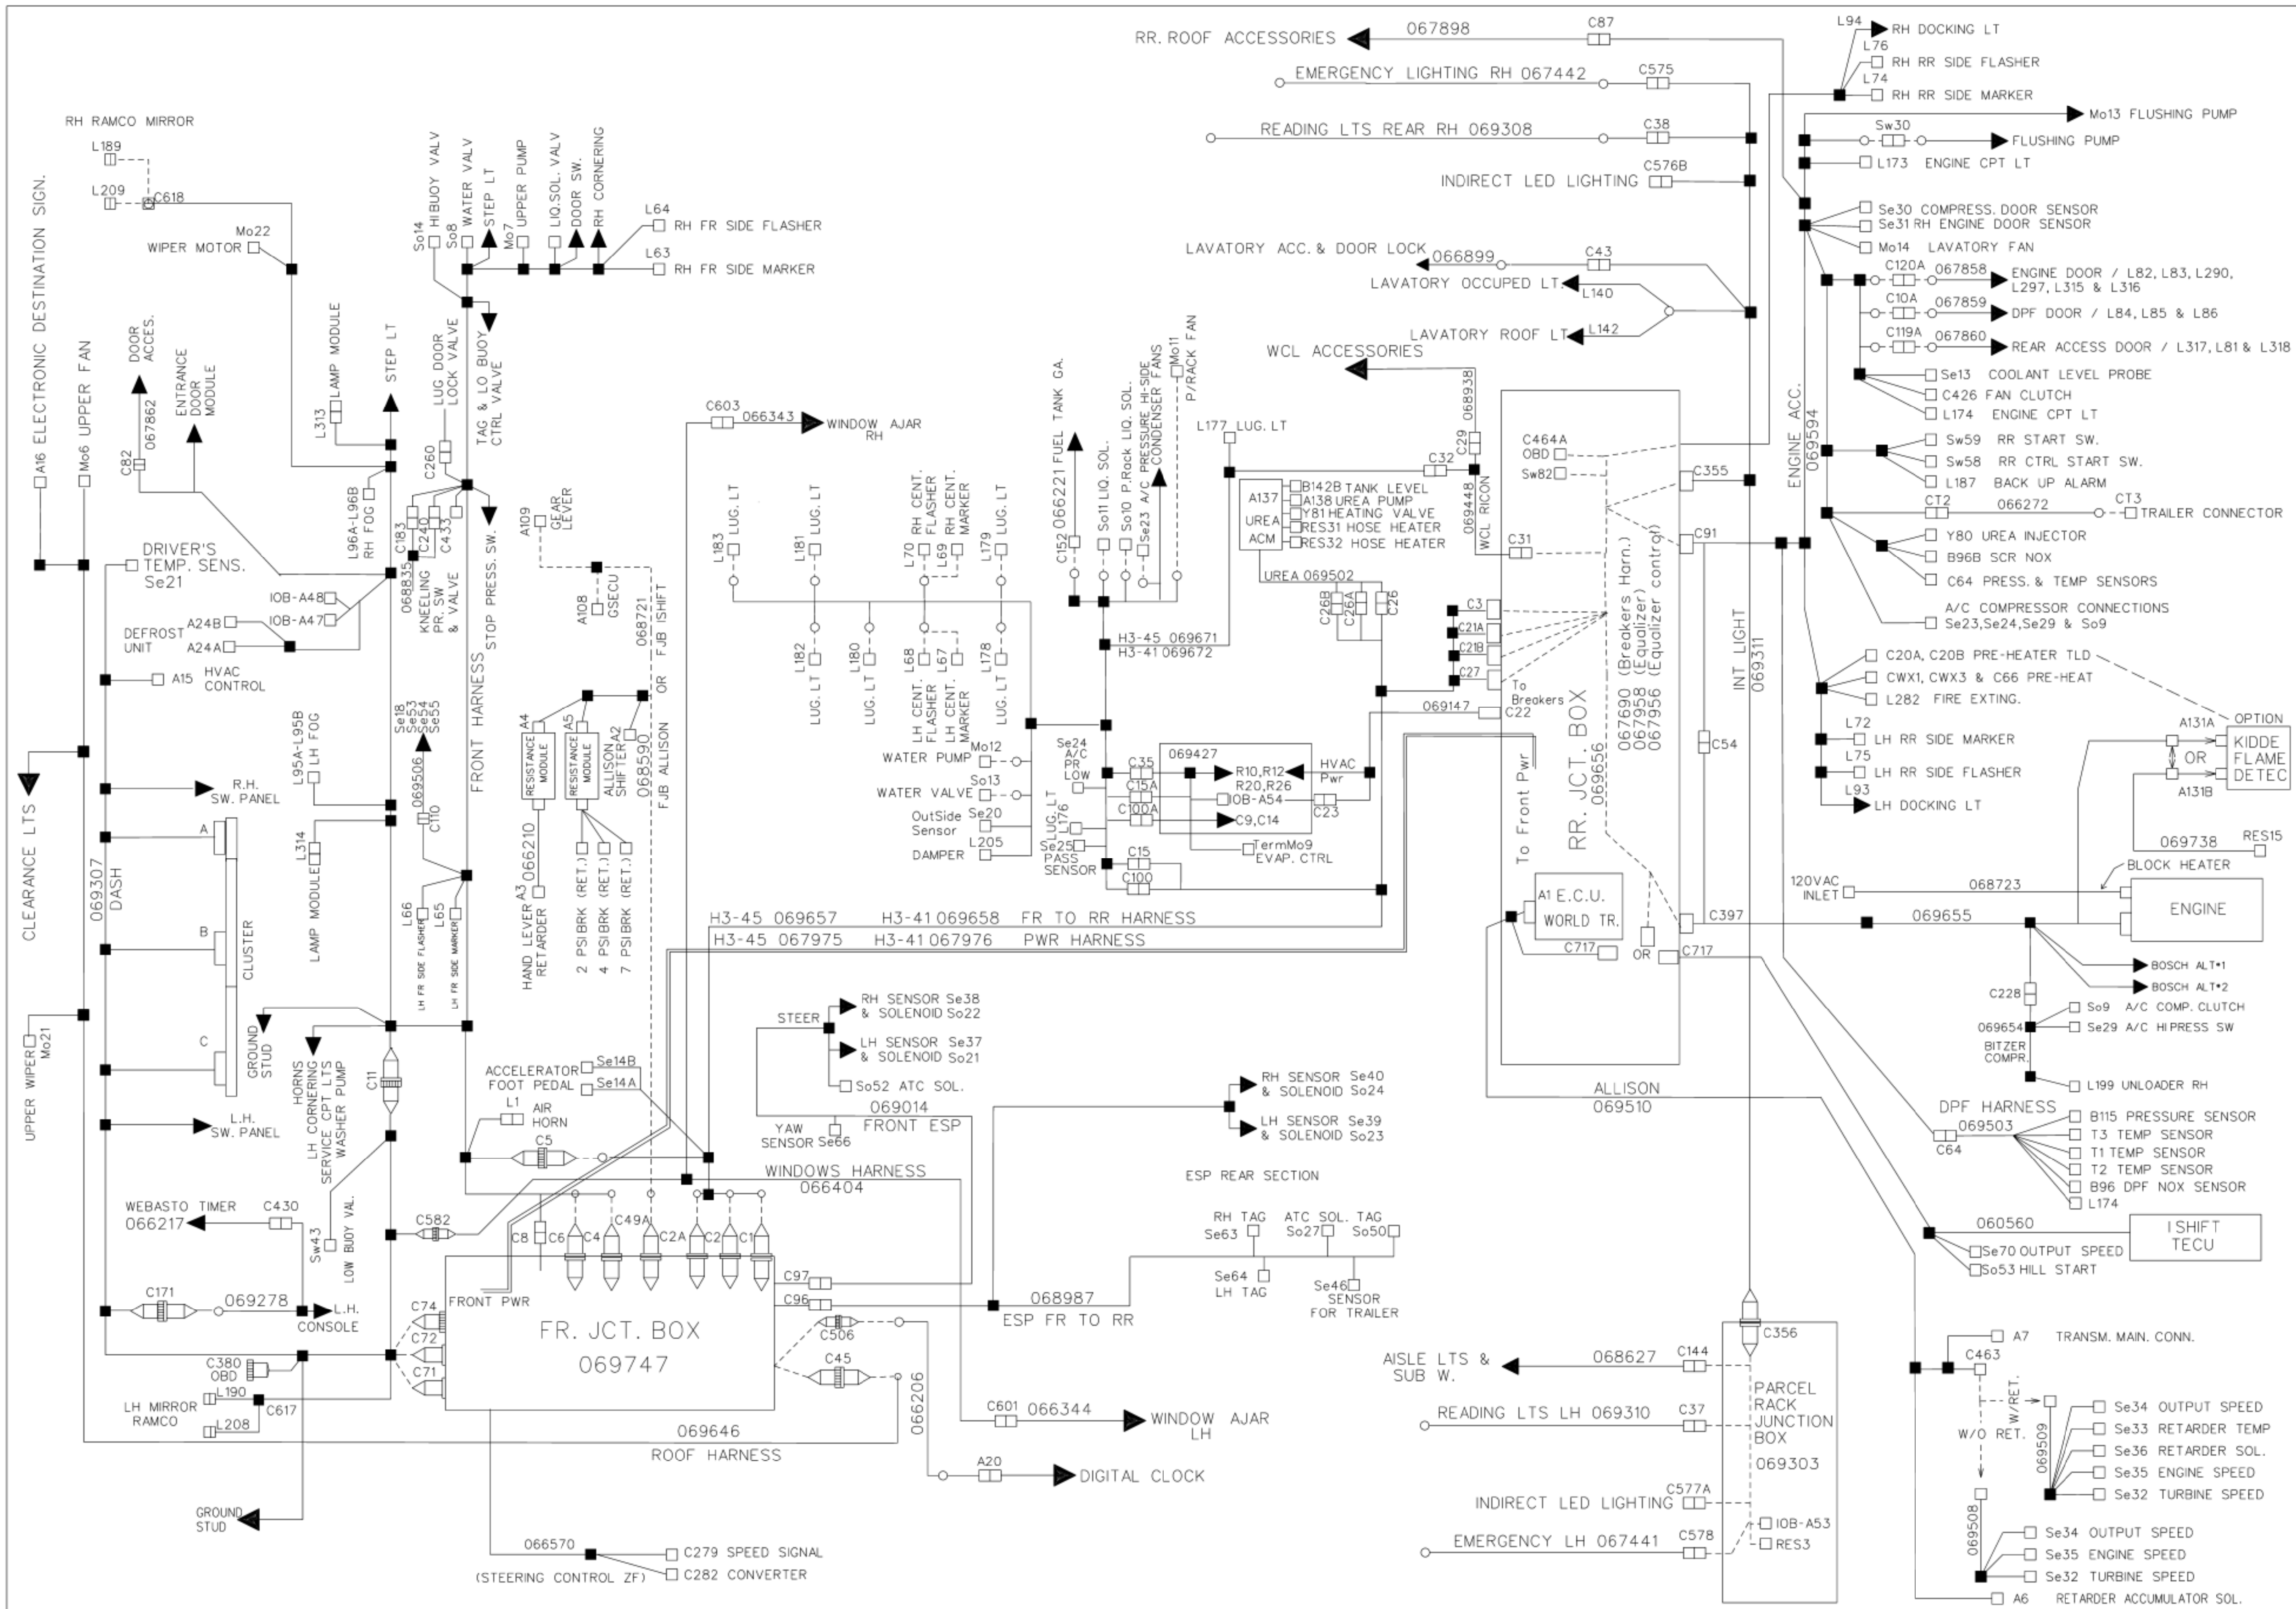 RR. ROOF ACCESSORIES
067898
C87
EMERGENCY LIGHTING RH 067442
C575
READING LTS REAR RH 069308
C38
C576B
INDIRECT LED LIGHTING
LAVATORY ACC. & DOOR LOCK
066899
C43
LAVATORY OCCUPED LT.
L140
LAVATORY ROOF LT
L142
WCL ACCESSORIES
L94
RH DOCKING LT
L76
RH RR SIDE FLASHER
L74
RH RR SIDE MARKER
Mo13 FLUSHING PUMP
Sw30
FLUSHING PUMP
L173 ENGINE CPT LT
Se30 COMPRESS. DOOR SENSOR
Se31 RH ENGINE DOOR SENSOR
Mo14 LAVATORY FAN
C120A 067858
ENGINE DOOR / L82, L83, L290,
L297, L315 & L316
C10A 067859
DPF DOOR / L84, L85 & L86
C119A 067860
REAR ACCESS DOOR / L317, L81 & L318
Se13 COOLANT LEVEL PROBE
C426 FAN CLUTCH
L174 ENGINE CPT LT
ENGINE ACC.
069594
Sw59 RR START SW.
Sw58 RR CTRL START SW.
L187 BACK UP ALARM
CT2
066272
CT3
TRAILER CONNECTOR
Y80 UREA INJECTOR
B96B SCR NOX
C64 PRESS. & TEMP SENSORS
A/C COMPRESSOR CONNECTIONS
Se23, Se24, Se29 & So9
C20A, C20B PRE-HEATER TLD
CWX1, CWX3 & C66 PRE-HEAT
L282 FIRE EXTING.
L72
LH RR SIDE MARKER
L75
LH RR SIDE FLASHER
L93
LH DOCKING LT
OPTION
A131A
OR
A131B
KIDDE
FLAME
DETEC
069738
RES15
BLOCK HEATER
120VAC
INLET
068723
ENGINE
069655
BOSCH ALT*1
BOSCH ALT*2
C228
So9 A/C COMP. CLUTCH
Se29 A/C HIPRESS SW
069654
BITZER
COMPR.
L199 UNLOADER RH
DPF HARNESS
069503
C64
B115 PRESSURE SENSOR
T3 TEMP SENSOR
T1 TEMP SENSOR
T2 TEMP SENSOR
B96 DPF NOX SENSOR
L174
060560
I SHIFT
TECU
Se70 OUTPUT SPEED
So53 HILL START
A7 TRANSM. MAIN. CONN.
C463
W/RET.
W/O RET.
069509
Se34 OUTPUT SPEED
Se33 RETARDER TEMP
Se36 RETARDER SOL.
Se35 ENGINE SPEED
Se32 TURBINE SPEED
069508
Se34 OUTPUT SPEED
Se35 ENGINE SPEED
Se32 TURBINE SPEED
A6 RETARDER ACCUMULATOR SOL.
RH RAMCO MIRROR
L189
L209
C618
Mo22
WIPER MOTOR
A16 ELECTRONIC DESTINATION SIGN.
Mo6 UPPER FAN
C82
DOOR
ACCES.
067862
ENTRANCE
DOOR
MODULE
L313
LAMP MODULE
STEP LT
L96A-L96B
RH FOG
So14
HIBUOY VALV
So8
WATER VALV
STEP LT
Mo7
UPPER PUMP
LIQ.SOL. VALV
DOOR SW.
RH CORNERING
L64
RH FR SIDE FLASHER
L63
RH FR SIDE MARKER
TAG & LO BUOY
CTRL VALVE
LUG DOOR
LOCK VALVE
C260
C183
C240
C433
068835
KNEELING
PR. SW
& VALVE
STOP PRESS. SW.
FRONT HARNESS
DRIVER'S
TEMP. SENS.
Se21
IOB-A48
IOB-A47
A24B
A24A
DEFROST
UNIT
A15 HVAC
CONTROL
L95A-L95B
LH FOG
Se18
Se53
Se54
Se55
069506
C110
L66
L65
LH FR SIDE FLASHER
LH FR SIDE MARKER
L314
LAMP MODULE
CLEARANCE LTS
069307
DASH
R.H.
SW. PANEL
A
B
C
CLUSTER
GROUND
STUD
L.H.
SW. PANEL
UPPER WIPER
Mo21
HORNS
LH CORNERING
SERVICE CPT LTS
WASHER PUMP
C11
WEBASTO TIMER
066217
C430
Sw43
LOW BUOY VAL.
C582
C171
069278
L.H.
CONSOLE
C380
OBD
L190
LH MIRROR
RAMCO
L208
C617
GROUND
STUD
C74
C72
C71
FRONT PWR
FR. JCT. BOX
069747
C8
C6
C4
C49A
C2A
C2
C1
C97
C96
C506
C45
066206
069646
ROOF HARNESS
066570
C279 SPEED SIGNAL
C282 CONVERTER
(STEERING CONTROL ZF)
A109
GEAR
LEVER
A108
GSECU
068721
FJB ALLISON OR FJB ISHIFT
A4
RESISTANCE
MODULE
A5
RESISTANCE
MODULE
ALLISON
SHIFTER A2
068590
HAND LEVER A3
RETARDER
066210
2 PSIBRK (RET.)
4 PSIBRK (RET.)
7 PSIBRK (RET.)
C603
066343
WINDOW AJAR
RH
L183
LUG. LT
L181
LUG. LT
L70
RH CENT.
FLASHER
L69
RH CENT.
MARKER
L179
LUG. LT
L182
LUG. LT
L180
LUG. LT
L68
LH CENT.
FLASHER
L67
LH CENT.
MARKER
L178
LUG. LT
C152 066221 FUEL TANK GA.
So11 LIQ. SOL.
So10 P.Rack LIQ. SOL.
Se23 A/C PRESSURE HI-SIDE
CONDENSER FANS
Mo11
P/RACK FAN
L177 LUG. LT
A137
UREA
ACM
B142B TANK LEVEL
A138 UREA PUMP
Y81 HEATING VALVE
RES31 HOSE HEATER
RES32 HOSE HEATER
UREA 069502
C26B
C26A
C26
C32
C29
068938
069448
WCL RICON
H3-45 069671
H3-41 069672
Mo12
WATER PUMP
So13
WATER VALVE
OutSide
Sensor
Se20
L205
DAMPER
Se24
A/C
PR
LOW
LUG. LT
L176
Se25
PASS
SENSOR
C35
C15A
C100A
C15
C100
069427
R10, R12
R20, R26
IOB-A54
C9, C14
HVAC
Pwr
C23
TermMo9
EVAP. CTRL
069147
C464A
OBD
Sw82
C31
C3
C21A
C21B
C27
C22
To
Breakers
To Front Pwr
RR. JCT. BOX
069656
067690 (Breakers Harn.)
067958 (Equalizer)
067956 (Equalizer control)
C355
C91
C54
INT LIGHT
069311
A1 E.C.U.
WORLD TR.
C717
OR
C717
C397
H3-45 069657 H3-41 069658 FR TO RR HARNESS
H3-45 067975 H3-41 067976 PWR HARNESS
ACCELERATOR
FOOT PEDAL
Se14B
Se14A
L1
AIR
HORN
C5
STEER
RH SENSOR Se38
& SOLENOID So22
LH SENSOR Se37
& SOLENOID So21
So52 ATC SOL.
069014
FRONT ESP
YAW
SENSOR Se66
WINDOWS HARNESS
066404
RH SENSOR Se40
& SOLENOID So24
LH SENSOR Se39
& SOLENOID So23
ESP REAR SECTION
RH TAG
Se63
ATC SOL. TAG
So27
So50
Se64
LH TAG
Se46
SENSOR
FOR TRAILER
068987
ESP FR TO RR
ALLISON
069510
C601 066344
WINDOW AJAR
LH
A20
DIGITAL CLOCK
AISLE LTS &
SUB W.
068627
C144
C356
READING LTS LH 069310
C37
PARCEL
RACK
JUNCTION
BOX
069303
INDIRECT LED LIGHTING
C577A
EMERGENCY LH 067441
C578
IOB-A53
RES3